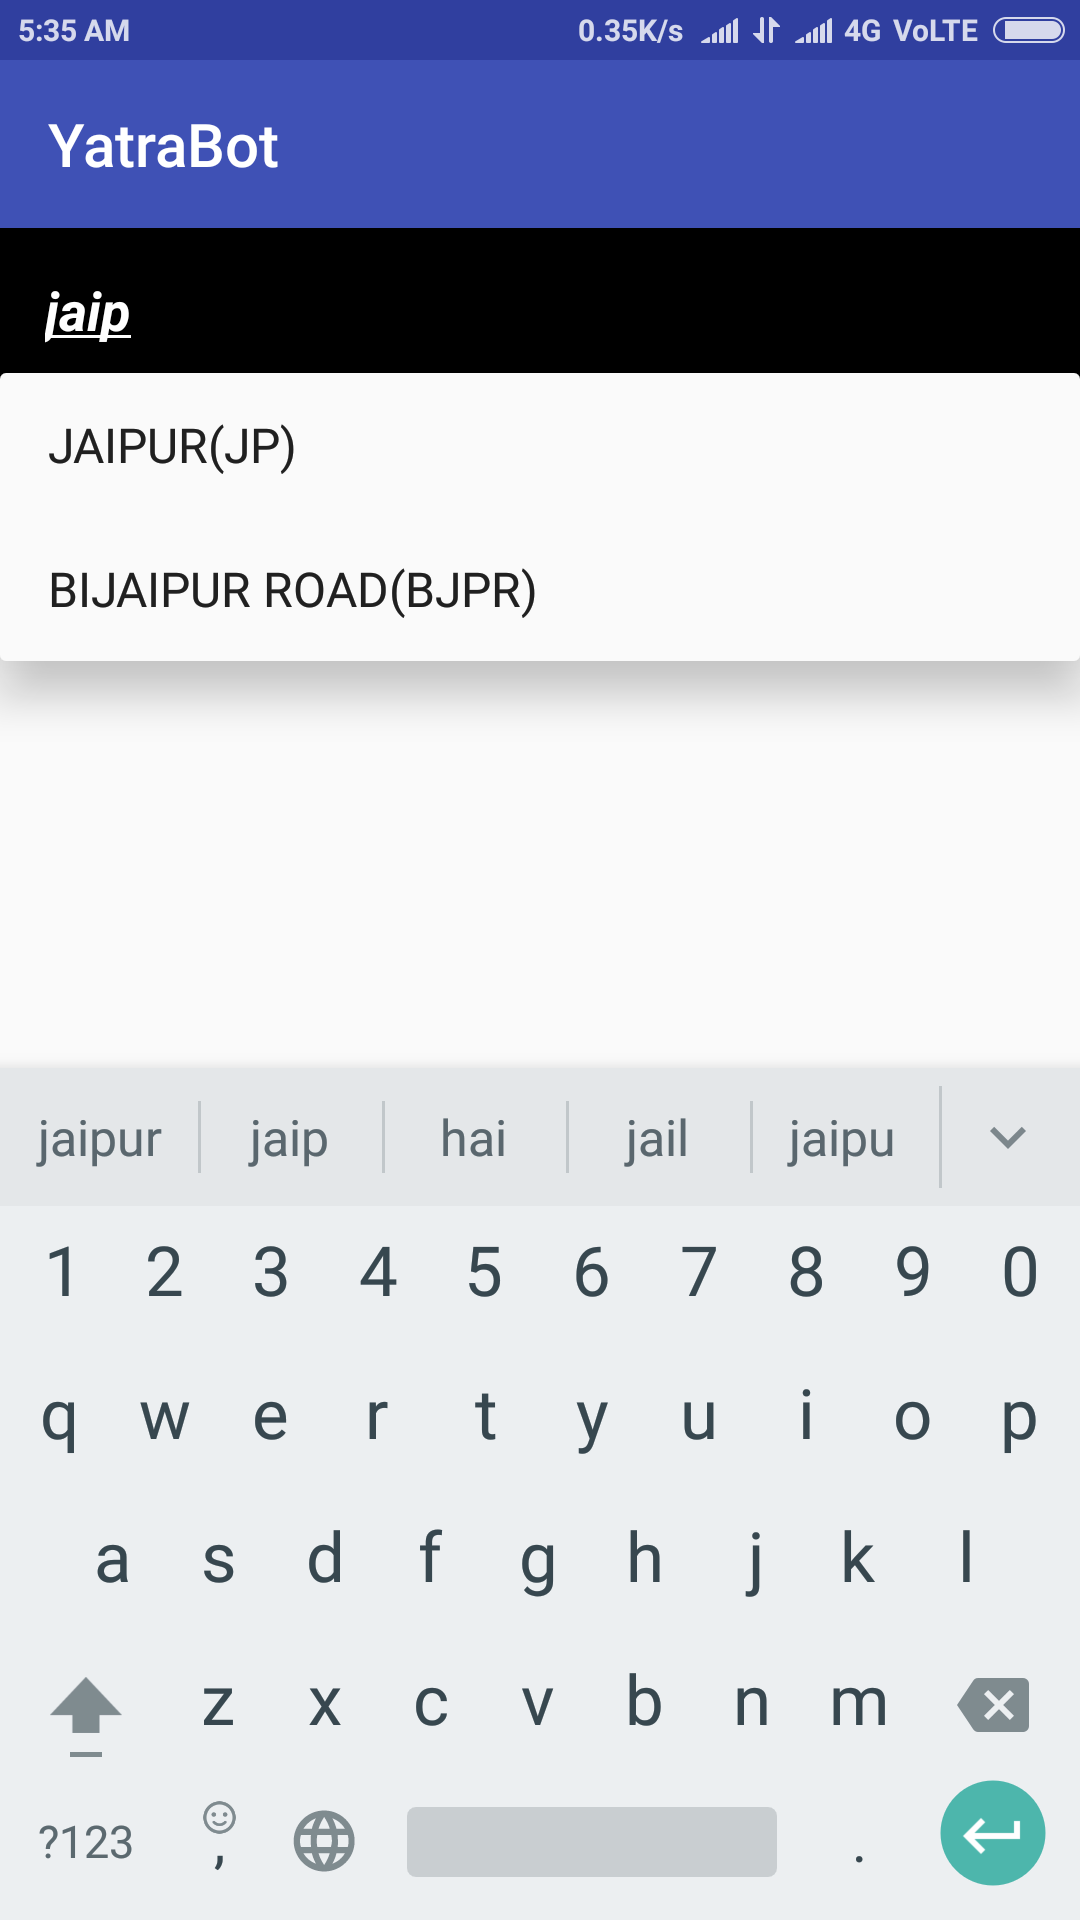 5:35 AM 0.35K/s 4G VoLTE
YatraBot
jaip
JAIPUR(JP)
BIJAIPUR ROAD(BJPR)
jaipur jaip hai jail jaipu
1 2 3 4 5 6 7 8 9 0
q w e r t y u i o p
a s d f g h j k l
z x c v b n m
?123 , .